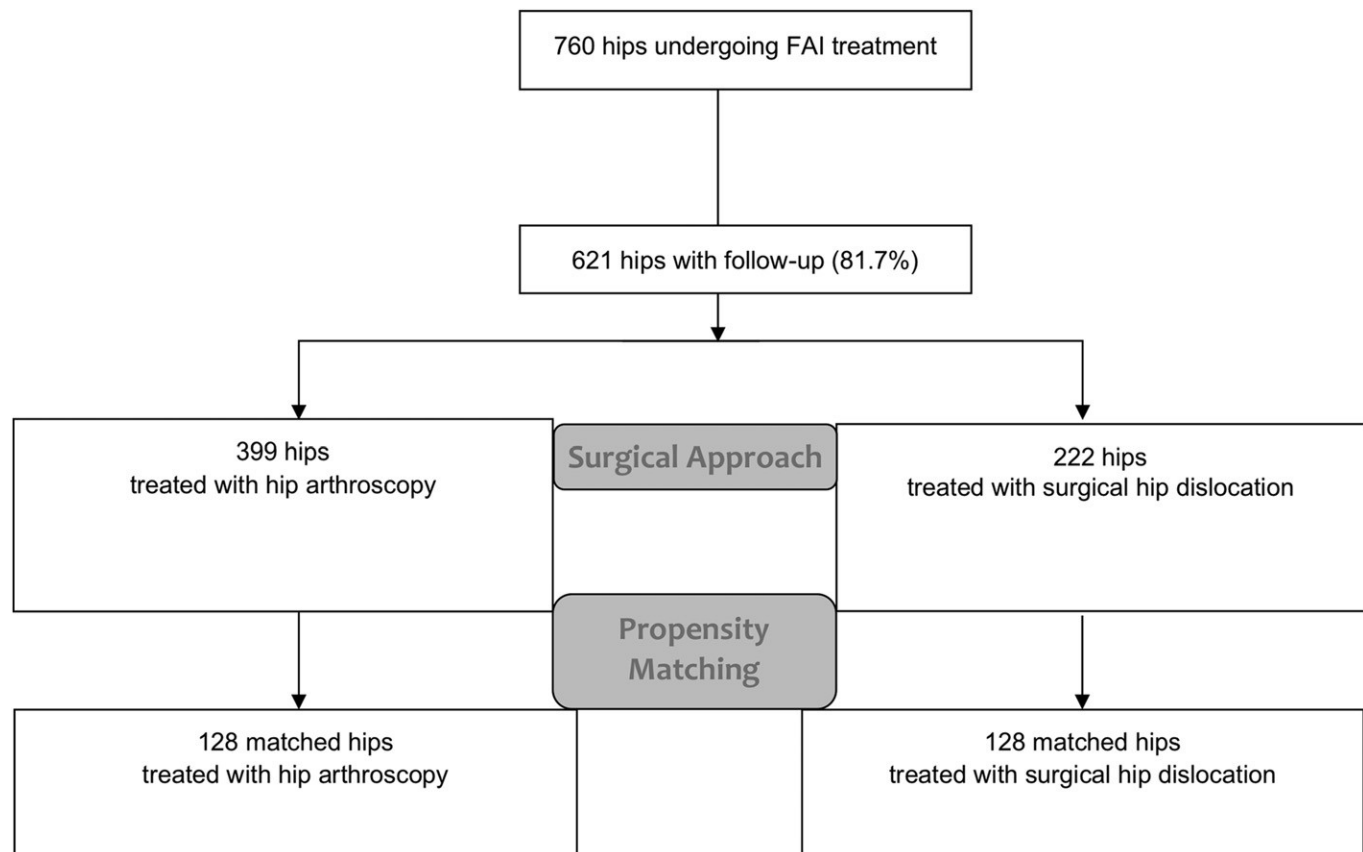 760 hips undergoing FAI treatment
621 hips with follow-up (81.7%)
399 hips
treated with hip arthroscopy
Surgical Approach
222 hips
treated with surgical hip dislocation
Propensity
Matching
128 matched hips
treated with hip arthroscopy
128 matched hips
treated with surgical hip dislocation